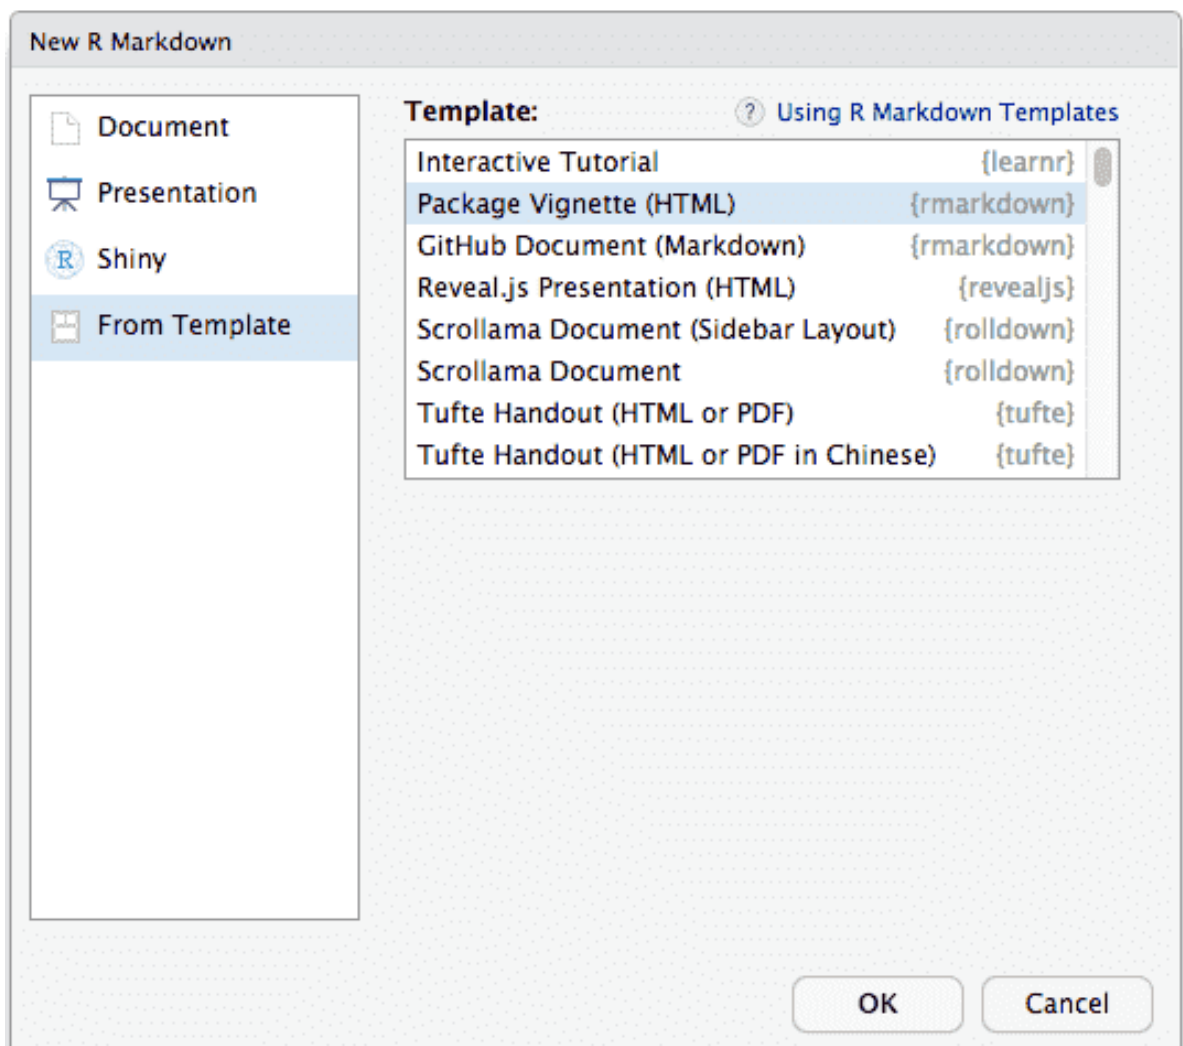 New R Markdown
Document
Presentation
R Shiny
From Template
Template: ? Using R Markdown Templates
Interactive Tutorial {learnr}
Package Vignette (HTML) {rmarkdown}
GitHub Document (Markdown) {rmarkdown}
Reveal.js Presentation (HTML) {revealjs}
Scrollama Document (Sidebar Layout) {rolldown}
Scrollama Document {rolldown}
Tufte Handout (HTML or PDF) {tufte}
Tufte Handout (HTML or PDF in Chinese) {tufte}
OK Cancel